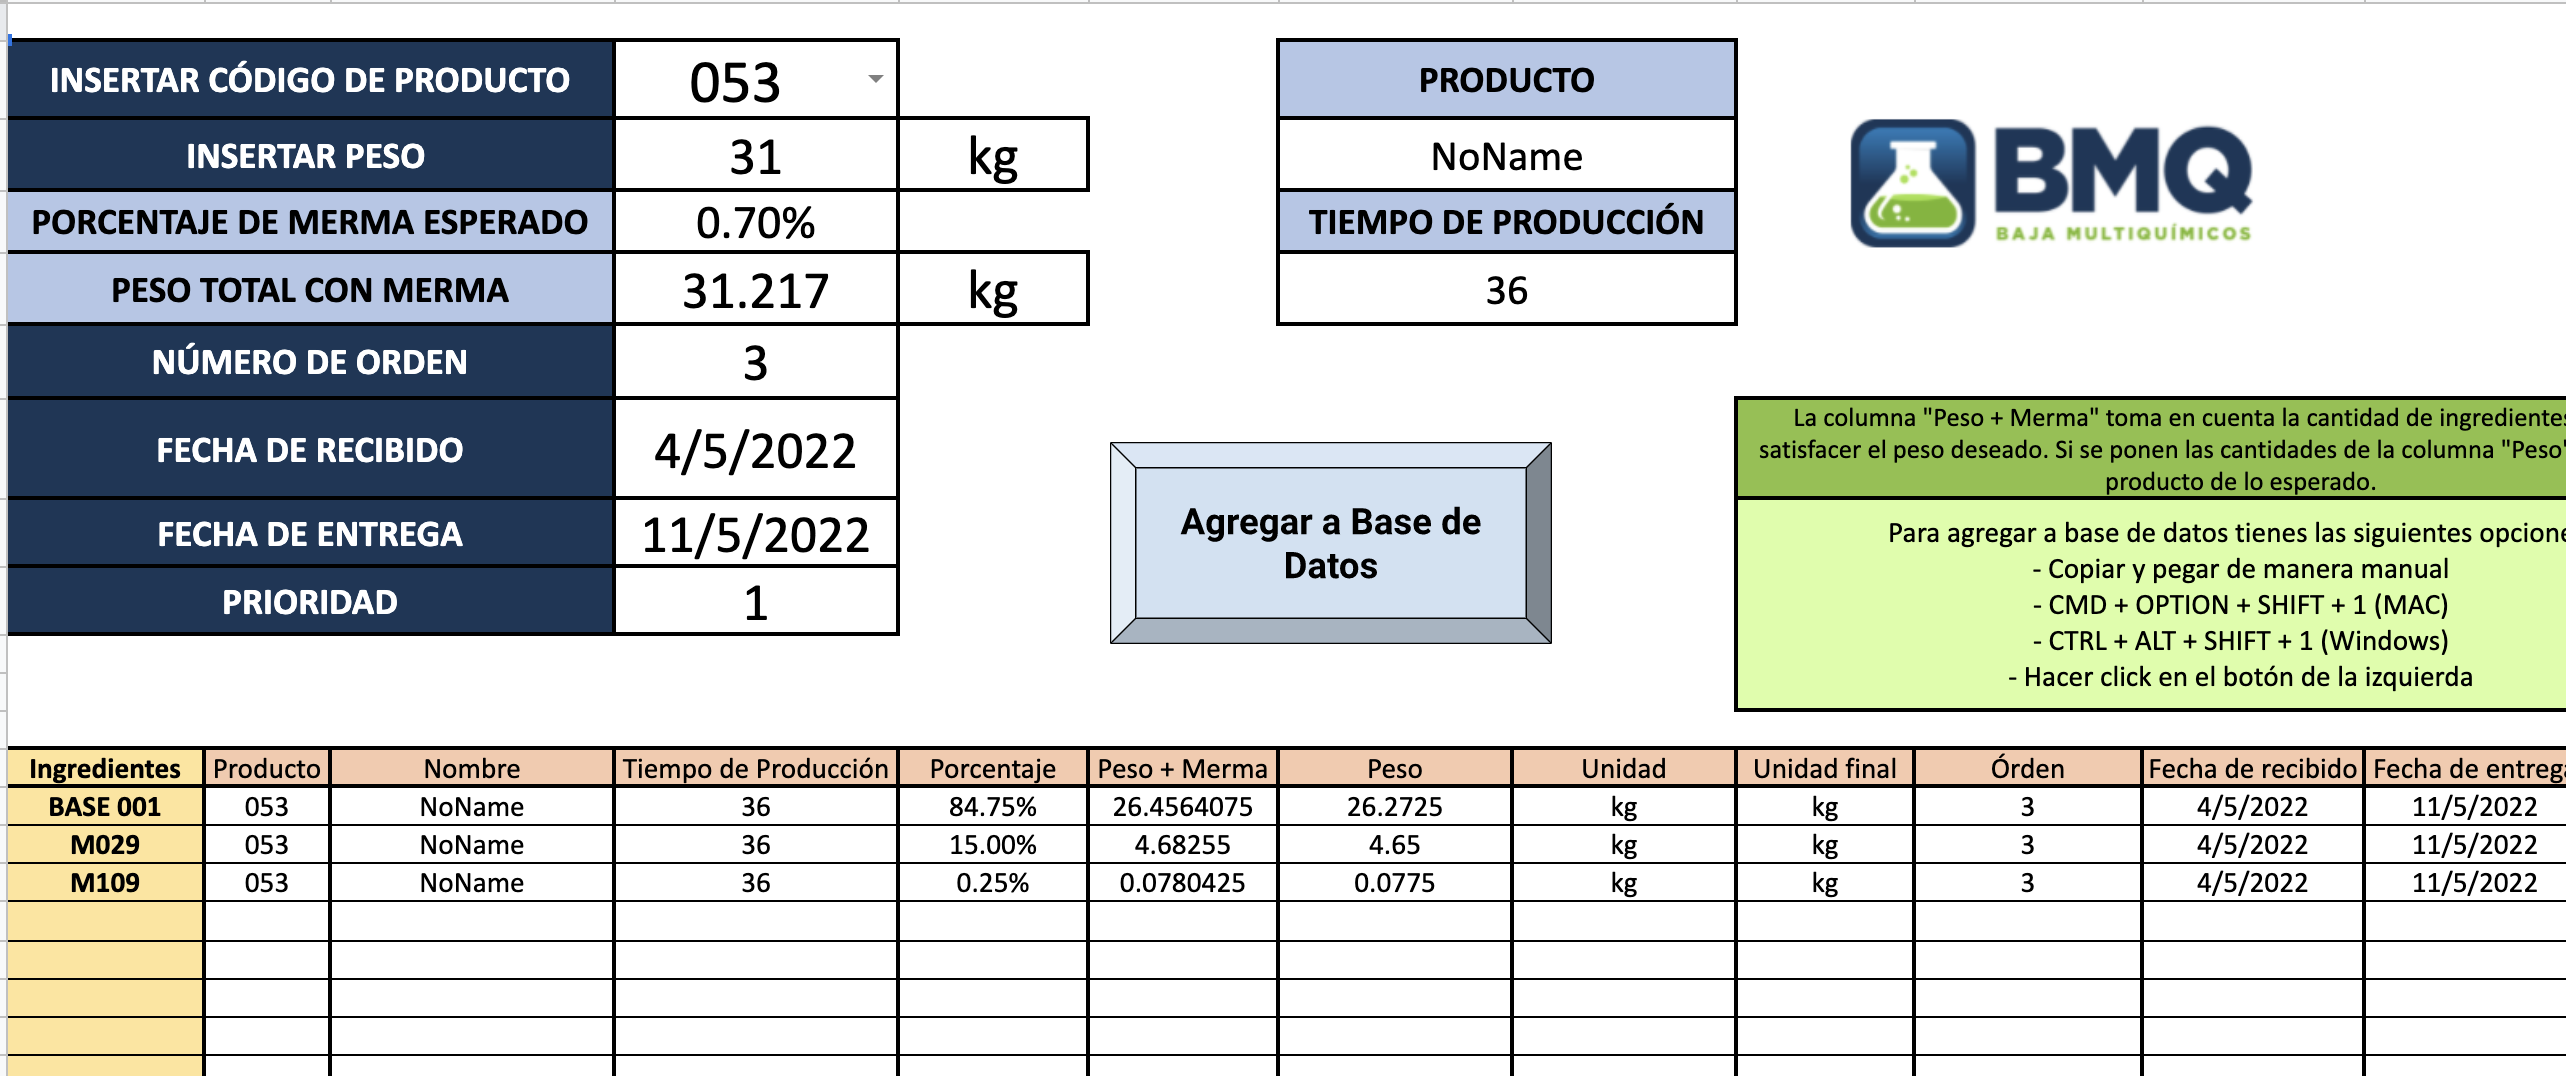 INSERTAR CÓDIGO DE PRODUCTO 053
INSERTAR PESO 31 kg
PORCENTAJE DE MERMA ESPERADO 0.70%
PESO TOTAL CON MERMA 31.217 kg
NÚMERO DE ORDEN 3
FECHA DE RECIBIDO 4/5/2022
FECHA DE ENTREGA 11/5/2022
PRIORIDAD 1
PRODUCTO
NoName
TIEMPO DE PRODUCCIÓN
36
BMQ
BAJA MULTIQUÍMICOS
Agregar a Base de
Datos
La columna "Peso + Merma" toma en cuenta la cantidad de ingredientes
satisfacer el peso deseado. Si se ponen las cantidades de la columna "Peso"
producto de lo esperado.
Para agregar a base de datos tienes las siguientes opcione
- Copiar y pegar de manera manual
- CMD + OPTION + SHIFT + 1 (MAC)
- CTRL + ALT + SHIFT + 1 (Windows)
- Hacer click en el botón de la izquierda
Ingredientes Producto Nombre Tiempo de Producción Porcentaje Peso + Merma Peso Unidad Unidad final Órden Fecha de recibido Fecha de entrega
BASE 001 053 NoName 36 84.75% 26.4564075 26.2725 kg kg 3 4/5/2022 11/5/2022
M029 053 NoName 36 15.00% 4.68255 4.65 kg kg 3 4/5/2022 11/5/2022
M109 053 NoName 36 0.25% 0.0780425 0.0775 kg kg 3 4/5/2022 11/5/2022